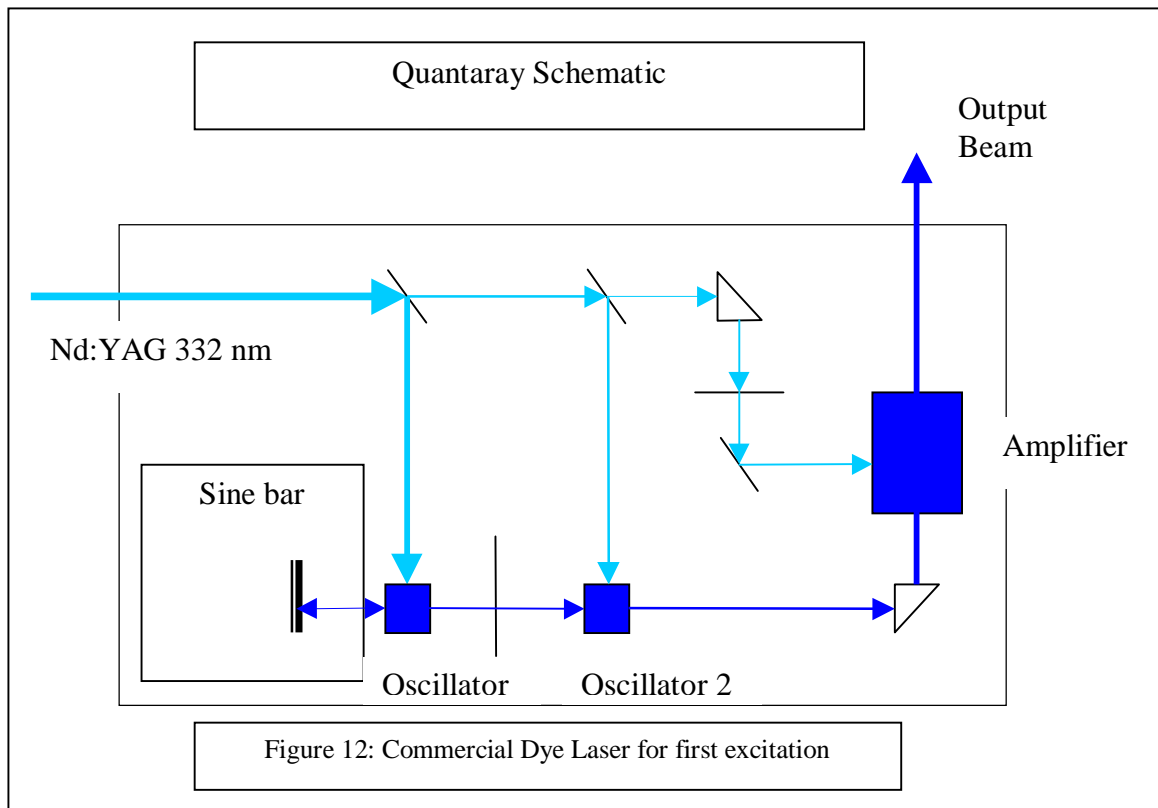 Quantaray Schematic
Output
Beam
Nd:YAG 332 nm
Amplifier
Sine bar
Oscillator
Oscillator 2
Figure 12: Commercial Dye Laser for first excitation